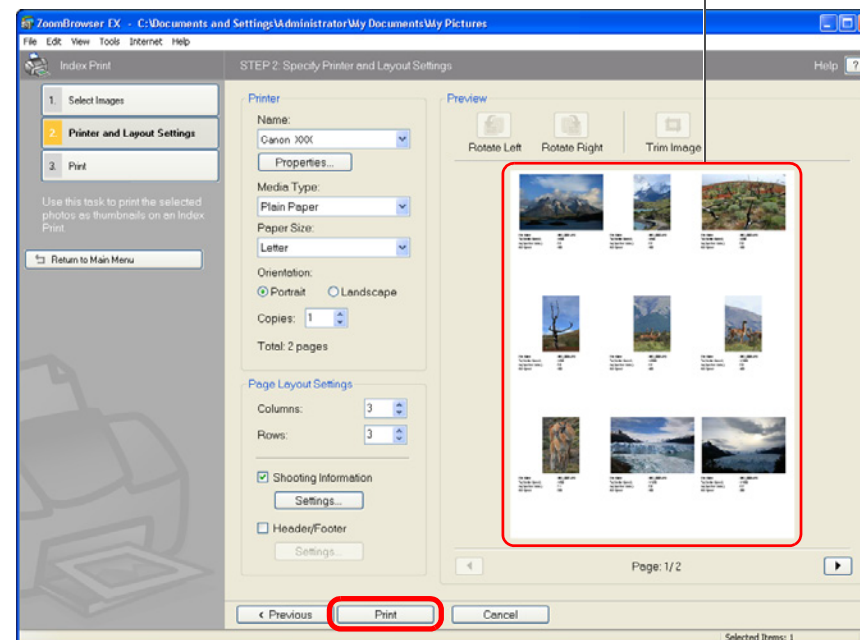 ZoomBrowser EX - C:\Documents and Settings\Administrator\My Documents\My Pictures
File Edit View Tools Internet Help
Index Print
STEP 2: Specify Printer and Layout Settings
Help ?
1. Select Images
2. Printer and Layout Settings
3. Print
Use this task to print the selected
photos as thumbnails on an Index
Print.
Return to Main Menu
Printer
Name:
Canon XXX
Properties...
Media Type:
Plain Paper
Paper Size:
Letter
Orientation:
Portrait Landscape
Copies: 1
Total: 2 pages
Page Layout Settings
Columns: 3
Rows: 3
Shooting Information
Settings...
Header/Footer
Settings...
Preview
Rotate Left Rotate Right Trim Image
Page: 1/2
< Previous Print Cancel
Selected Items: 1